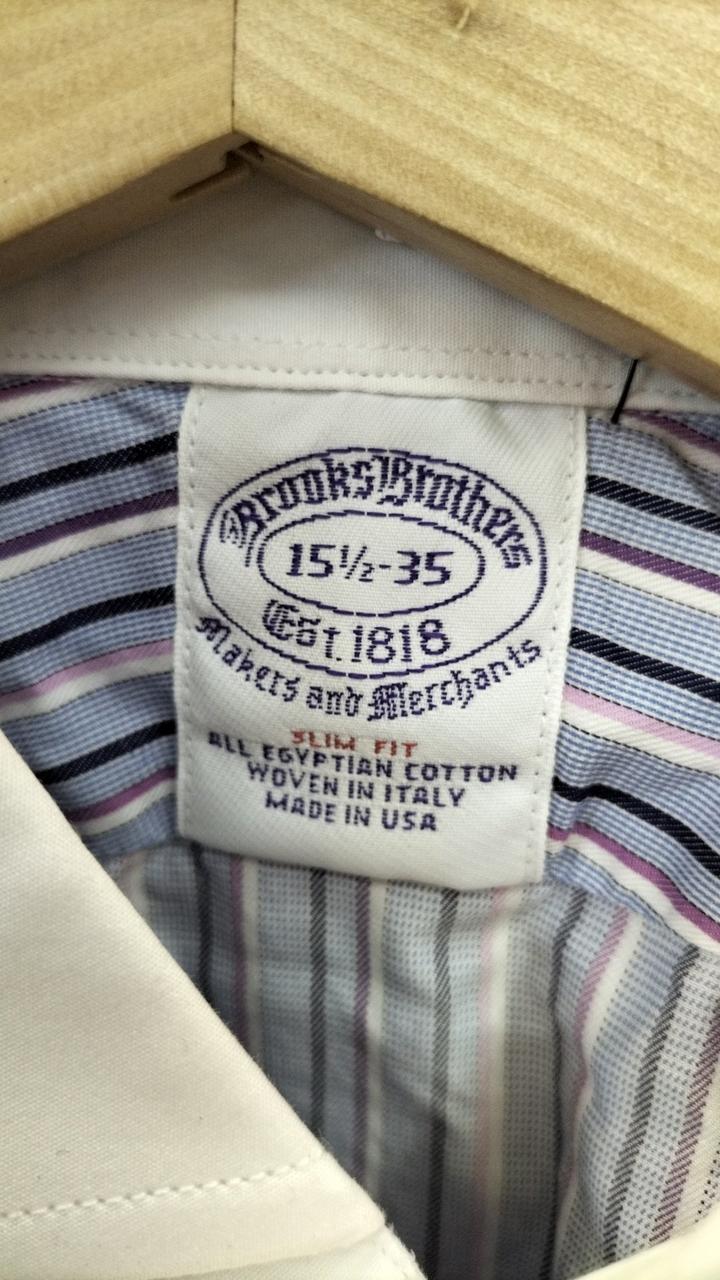 Brooks Brothers
15½-35
Est. 1818
Makers and Merchants
SLIM FIT
ALL EGYPTIAN COTTON
WOVEN IN ITALY
MADE IN USA